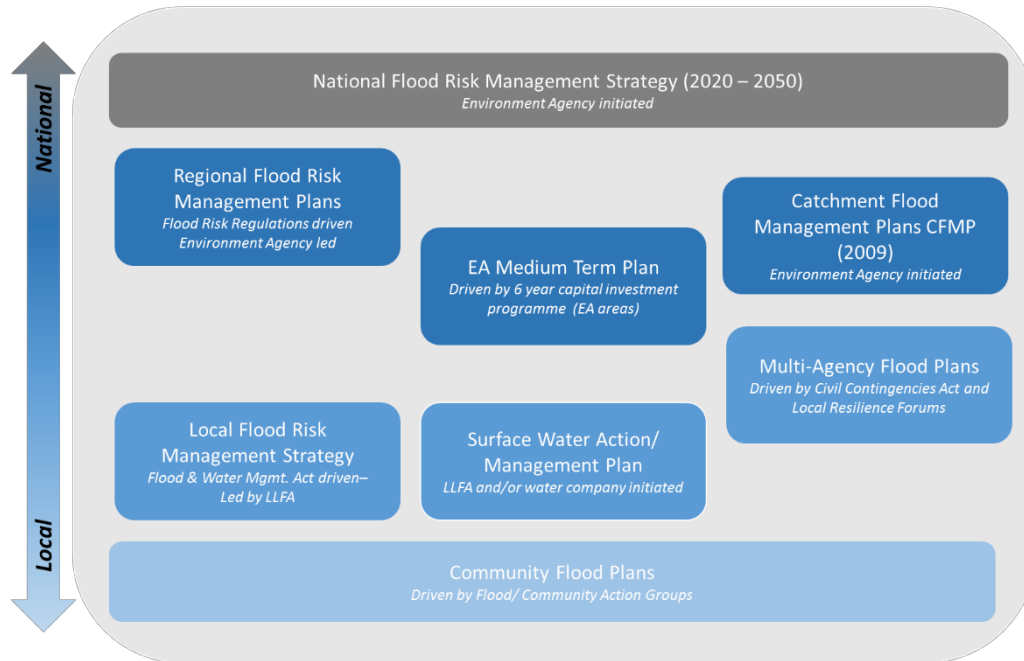 National
National Flood Risk Management Strategy (2020 – 2050)
Environment Agency initiated
Regional Flood Risk
Management Plans
Flood Risk Regulations driven
Environment Agency led
EA Medium Term Plan
Driven by 6 year capital investment
programme  (EA areas)
Catchment Flood
Management Plans CFMP
(2009)
Environment Agency initiated
Multi-Agency Flood Plans
Driven by Civil Contingencies Act and
Local Resilience Forums
Local Flood Risk
Management Strategy
Flood & Water Mgmt. Act driven–
Led by LLFA
Surface Water Action/
Management Plan
LLFA and/or water company initiated
Local
Community Flood Plans
Driven by Flood/ Community Action Groups